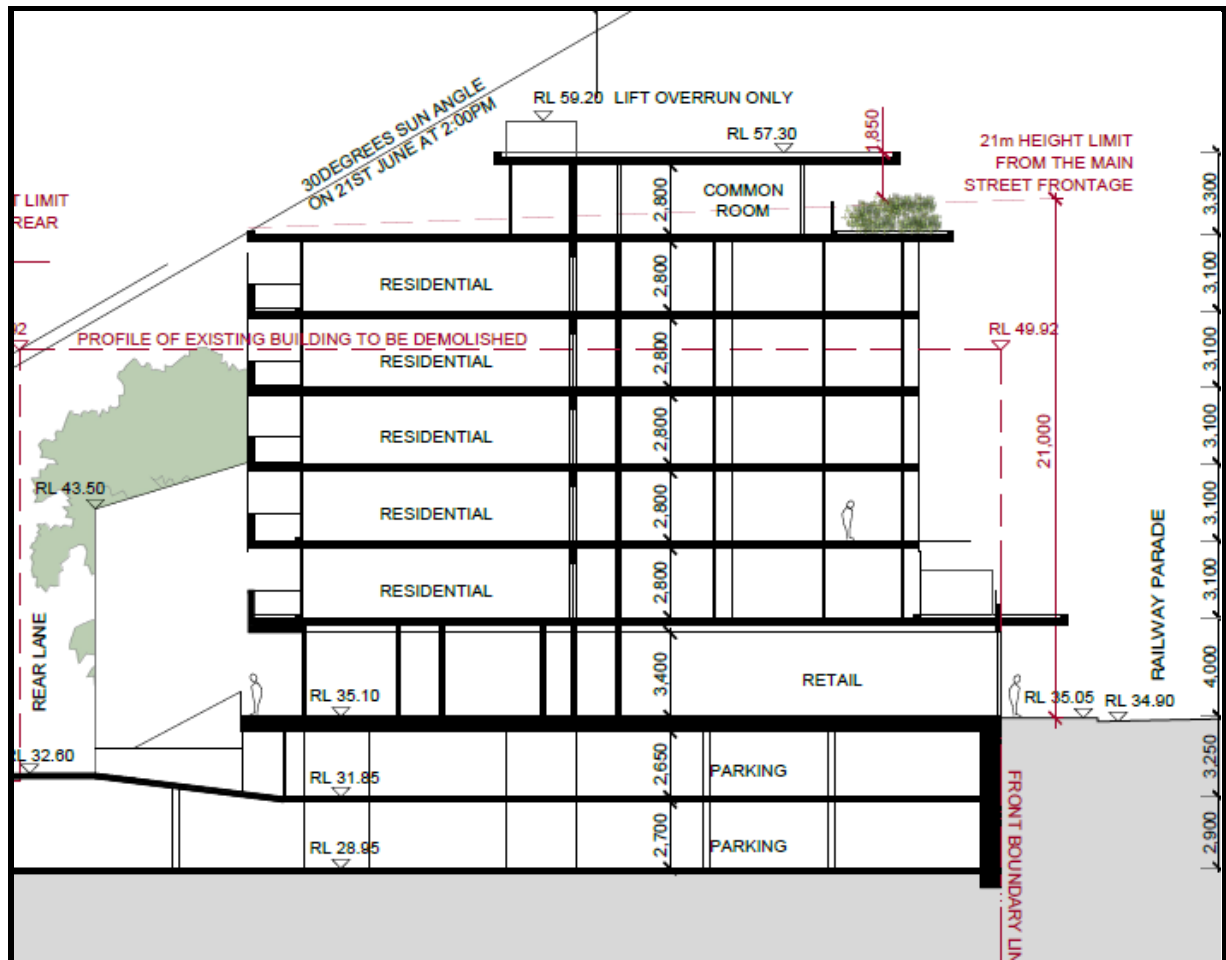 30DEGREES SUN ANGLE
ON 21ST JUNE AT 2:00PM
RL 59.20 LIFT OVERRUN ONLY
RL 57.30
1,850
21m HEIGHT LIMIT
FROM THE MAIN
STREET FRONTAGE
T LIMIT
REAR
COMMON
ROOM
2,800
3,300
RESIDENTIAL
2,800
3,100
92
PROFILE OF EXISTING BUILDING TO BE DEMOLISHED
RL 49.92
RESIDENTIAL
2,800
3,100
RESIDENTIAL
2,800
21,000
3,100
RL 43.50
RESIDENTIAL
2,800
3,100
RESIDENTIAL
2,800
3,100
REAR LANE
RAILWAY PARADE
RL 35.10
3,400
RETAIL
RL 35.05
RL 34.90
4,000
RL 32.60
RL 31.85
2,650
PARKING
3,250
RL 28.95
2,700
PARKING
2,900
FRONT BOUNDARY LIN